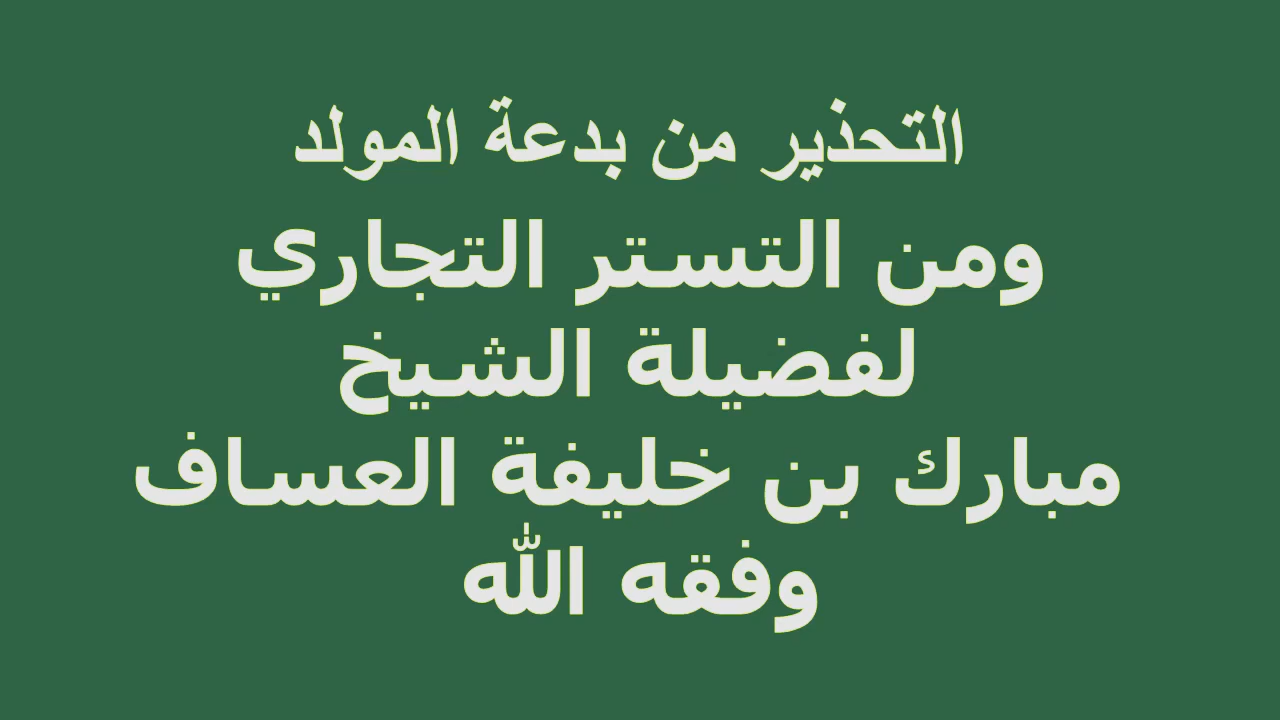 التحذير من بدعة المولد
ومن التستر التجاري
لفضيلة الشيخ
مبارك بن خليفة العساف
وفقه الله